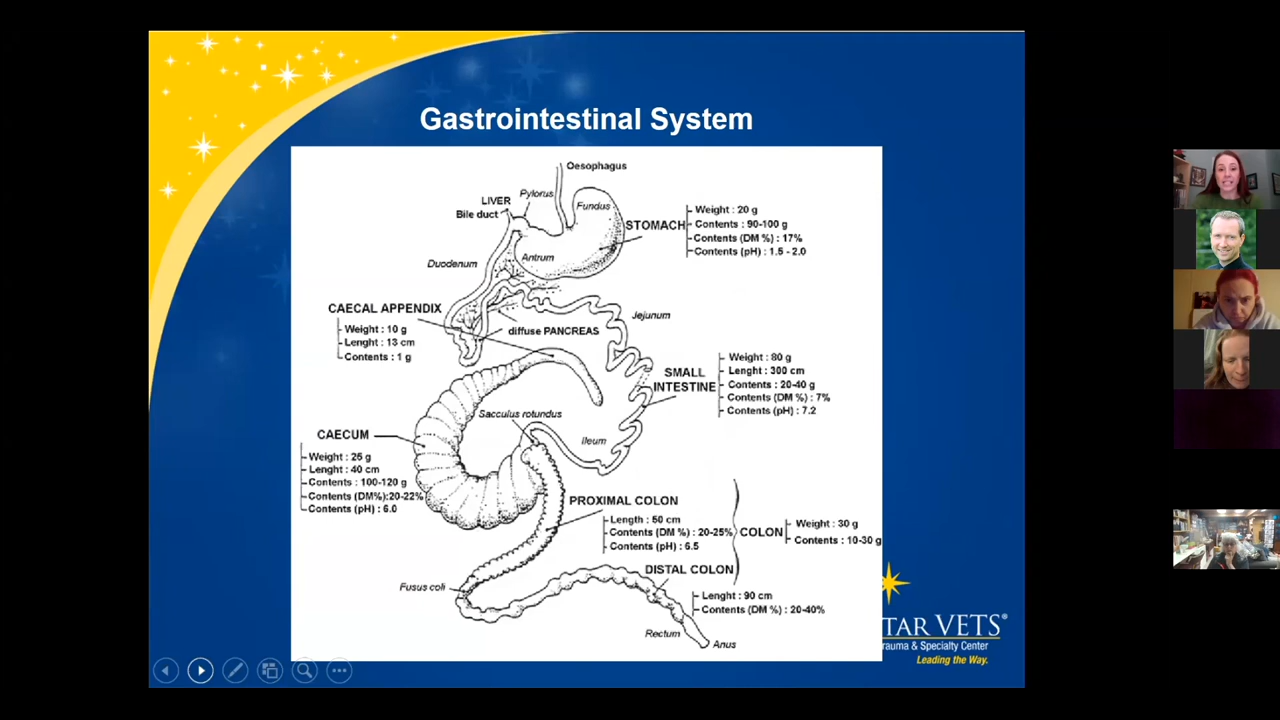 Gastrointestinal System
Oesophagus
Pylorus
LIVER
Bile duct
Fundus
STOMACH
Weight : 20 g
Contents : 90-100 g
Contents (DM %) : 17%
Contents (pH) : 1.5 - 2.0
Antrum
Duodenum
CAECAL APPENDIX
Weight : 10 g
Lenght : 13 cm
Contents : 1 g
diffuse PANCREAS
Jejunum
SMALL
INTESTINE
Weight : 80 g
Lenght : 300 cm
Contents : 20-40 g
Contents (DM %) : 7%
Contents (pH) : 7.2
Sacculus rotundus
Ileum
CAECUM
Weight : 25 g
Lenght : 40 cm
Contents : 100-120 g
Contents (DM%):20-22%
Contents (pH) : 6.0
PROXIMAL COLON
Length : 50 cm
Contents (DM %) : 20-25%
Contents (pH) : 6.5
COLON
Weight : 30 g
Contents : 10-30 g
DISTAL COLON
Lenght : 90 cm
Contents (DM %) : 20-40%
Fusus coli
Rectum
Anus
TAR VETS®
rauma & Specialty Center
Leading the Way.